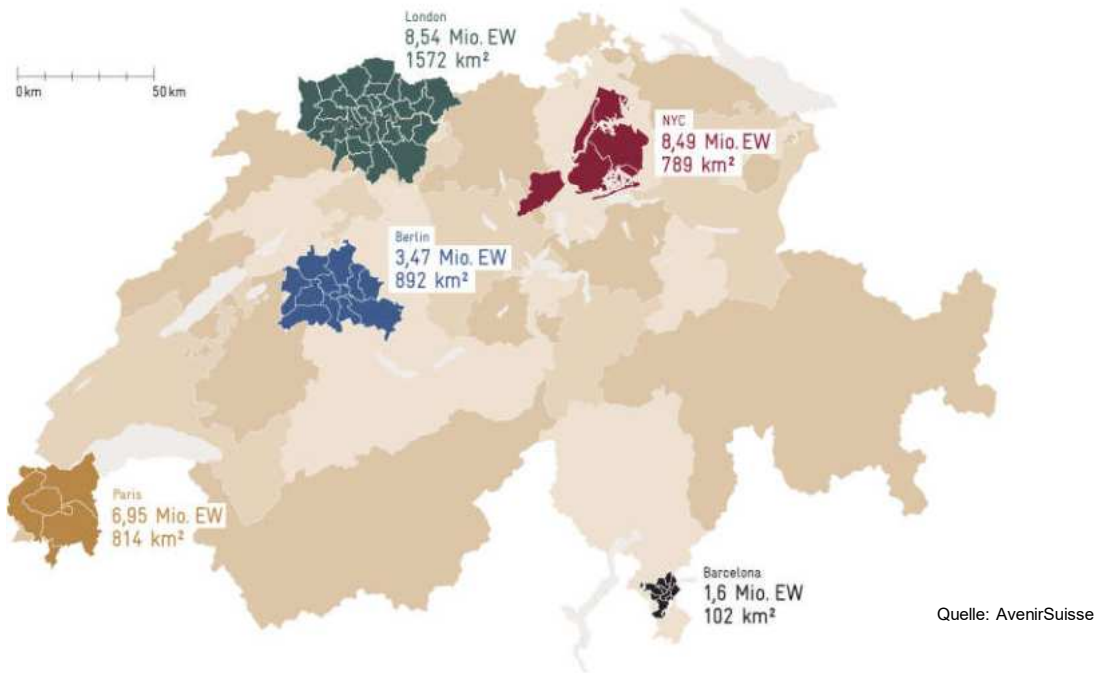 London
8,54 Mio. EW
1572 km²
0km 50km
NYC
8,49 Mio. EW
789 km²
Berlin
3,47 Mio. EW
892 km²
Paris
6,95 Mio. EW
814 km²
Barcelona
1,6 Mio. EW
102 km²
Quelle: AvenirSuisse